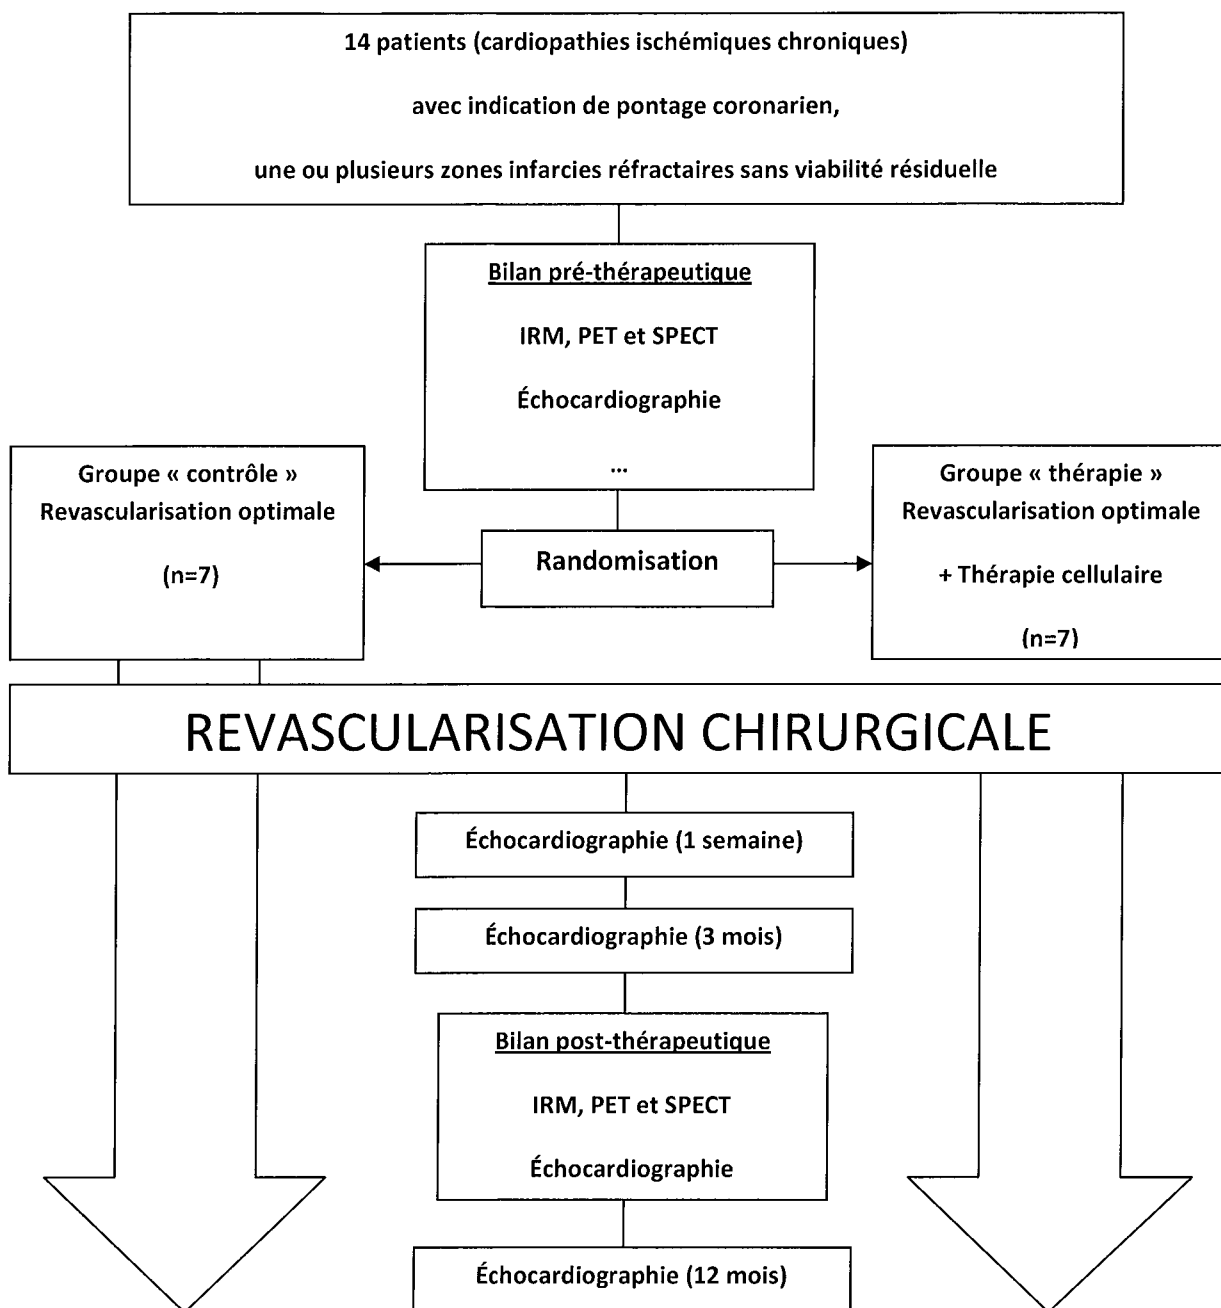 14 patients (cardiopathies ischémiques chroniques)
avec indication de pontage coronarien,
une ou plusieurs zones infarcies réfractaires sans viabilité résiduelle
Bilan pré-thérapeutique
IRM, PET et SPECT
Échocardiographie
...
Groupe « contrôle »
Revascularisation optimale
(n=7)
Randomisation
Groupe « thérapie »
Revascularisation optimale
+ Thérapie cellulaire
(n=7)
REVASCULARISATION CHIRURGICALE
Échocardiographie (1 semaine)
Échocardiographie (3 mois)
Bilan post-thérapeutique
IRM, PET et SPECT
Échocardiographie
Échocardiographie (12 mois)